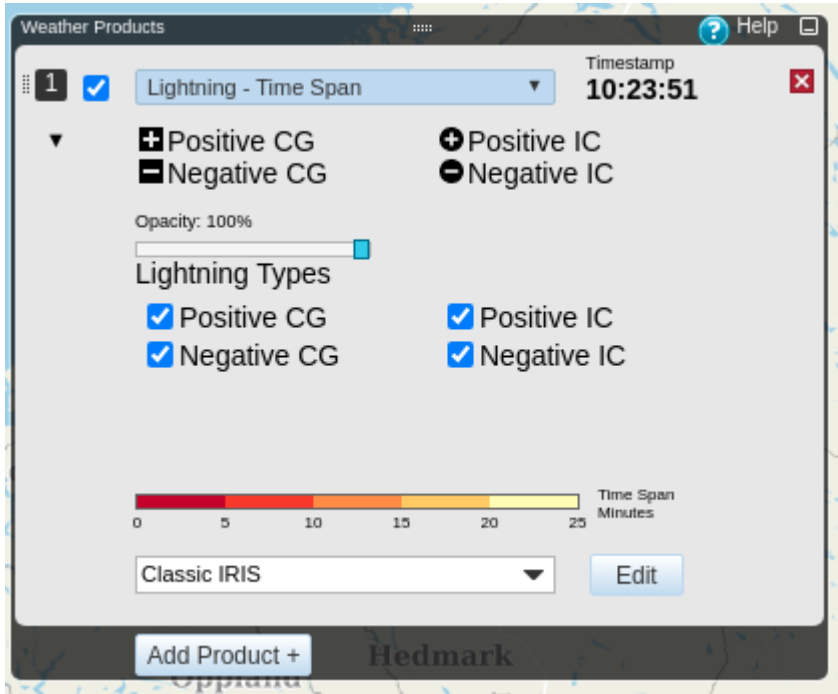 Weather Products
Help
1
Lightning - Time Span
Timestamp
10:23:51
Positive CG
Positive IC
Negative CG
Negative IC
Opacity: 100%
Lightning Types
Positive CG
Positive IC
Negative CG
Negative IC
0 5 10 15 20 25
Time Span
Minutes
Classic IRIS
Edit
Add Product +
Hedmark
Oppland